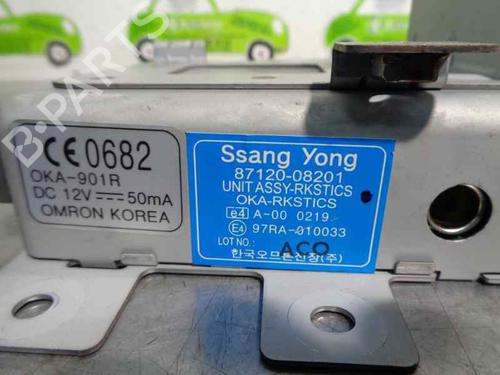 CE 0682
OKA-901R
DC 12V 50mA
OMRON KOREA
Ssang Yong
87120-08201
UNIT ASSY-RKSTICS
OKA-RKSTICS
e4 A-00 0219
E4 97RA-010033
LOT NO.: ACQ
한국오므론전장(주)
B-PARTS